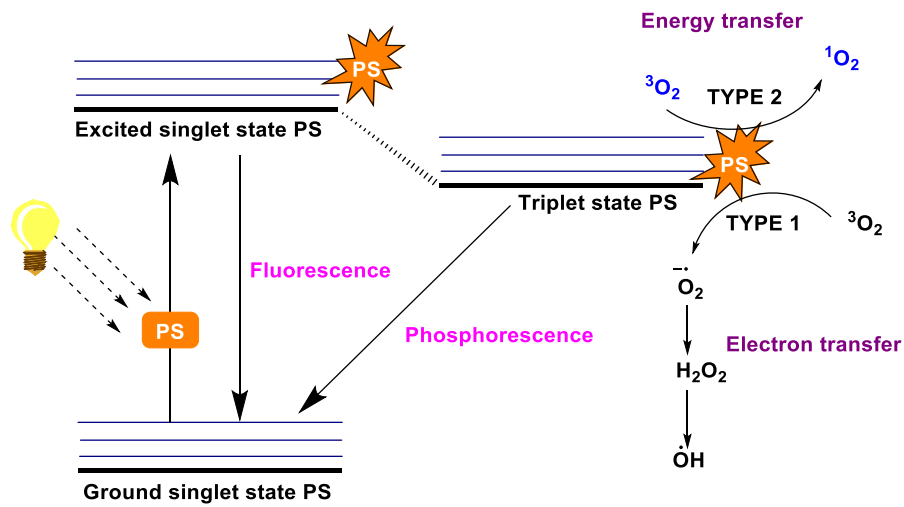 Energy transfer
PS
¹O₂
³O₂
TYPE 2
Excited singlet state PS
PS
Triplet state PS
TYPE 1
³O₂
Fluorescence
–·
O₂
PS
Phosphorescence
Electron transfer
H₂O₂
ȮH
Ground singlet state PS